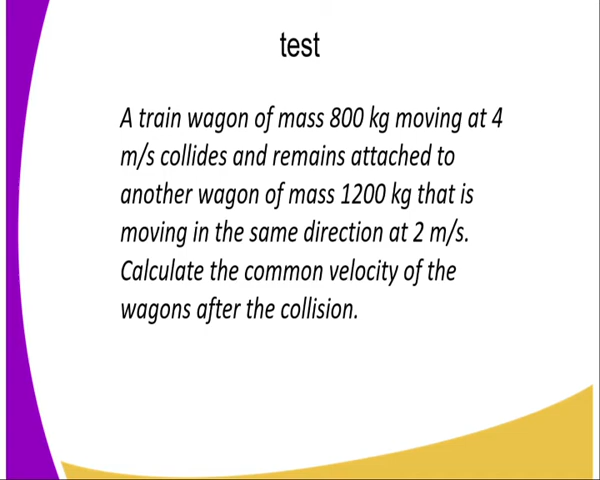 test
A train wagon of mass 800 kg moving at 4
m/s collides and remains attached to
another wagon of mass 1200 kg that is
moving in the same direction at 2 m/s.
Calculate the common velocity of the
wagons after the collision.